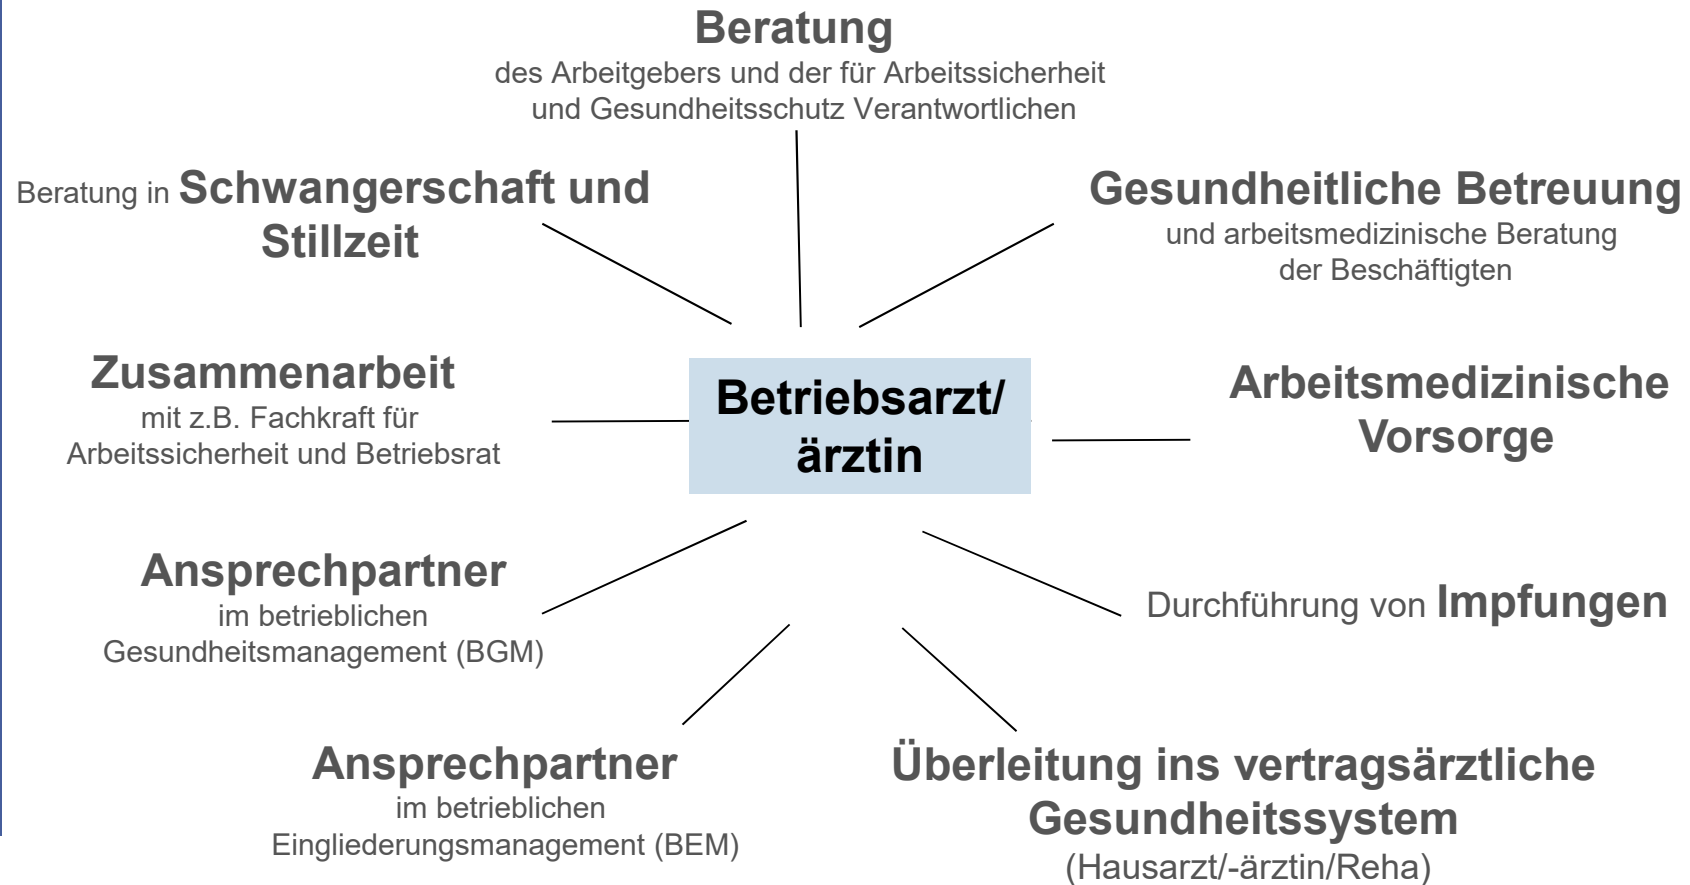 Beratung
des Arbeitgebers und der für Arbeitssicherheit
und Gesundheitsschutz Verantwortlichen
Beratung in Schwangerschaft und
Stillzeit
Gesundheitliche Betreuung
und arbeitsmedizinische Beratung
der Beschäftigten
Zusammenarbeit
mit z.B. Fachkraft für
Arbeitssicherheit und Betriebsrat
Betriebsarzt/
ärztin
Arbeitsmedizinische
Vorsorge
Ansprechpartner
im betrieblichen
Gesundheitsmanagement (BGM)
Durchführung von Impfungen
Ansprechpartner
im betrieblichen
Eingliederungsmanagement (BEM)
Überleitung ins vertragsärztliche
Gesundheitssystem
(Hausarzt/-ärztin/Reha)